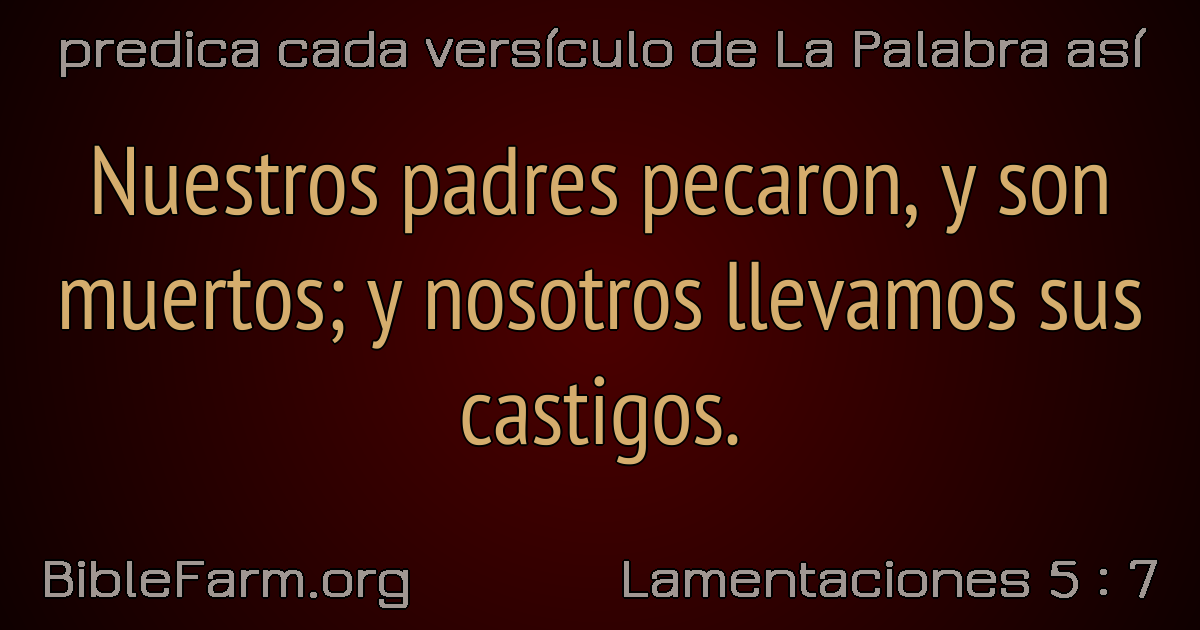 predica cada versículo de La Palabra así
Nuestros padres pecaron, y son
muertos; y nosotros llevamos sus
castigos.
BibleFarm.org
Lamentaciones 5 : 7